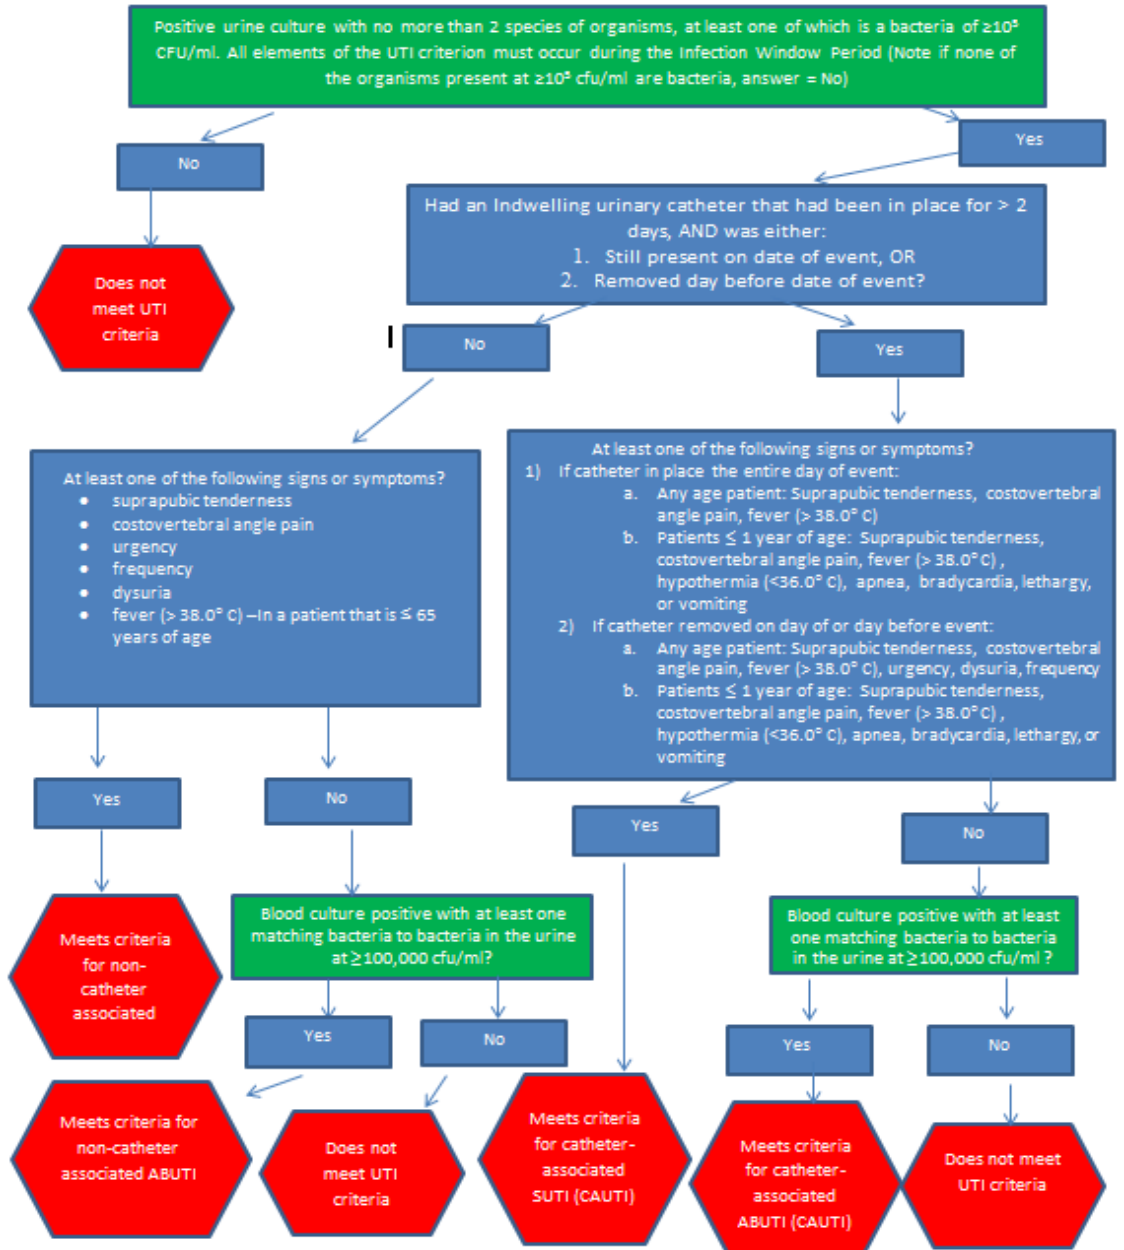 Positive urine culture with no more than 2 species of organisms, at least one of which is a bacteria of ≥10⁵
CFU/ml. All elements of the UTI criterion must occur during the Infection Window Period (Note if none of
the organisms present at ≥10⁵ cfu/ml are bacteria, answer = No)
No
Yes
Does not
meet UTI
criteria
Had an Indwelling urinary catheter that had been in place for > 2
days, AND was either:
1. Still present on date of event, OR
2. Removed day before date of event?
No
Yes
At least one of the following signs or symptoms?
• suprapubic tenderness
• costovertebral angle pain
• urgency
• frequency
• dysuria
• fever (> 38.0° C) –In a patient that is ≤ 65
years of age
At least one of the following signs or symptoms?
1) If catheter in place the entire day of event:
a. Any age patient: Suprapubic tenderness, costovertebral
angle pain, fever (> 38.0° C)
b. Patients ≤ 1 year of age: Suprapubic tenderness,
costovertebral angle pain, fever (> 38.0° C) ,
hypothermia (<36.0° C), apnea, bradycardia, lethargy,
or vomiting
2) If catheter removed on day of or day before event:
a. Any age patient: Suprapubic tenderness, costovertebral
angle pain, fever (> 38.0° C), urgency, dysuria, frequency
b. Patients ≤ 1 year of age: Suprapubic tenderness,
costovertebral angle pain, fever (> 38.0° C) ,
hypothermia (<36.0° C), apnea, bradycardia, lethargy, or
vomiting
Yes
No
Yes
No
Meets criteria
for non-
catheter
associated
Blood culture positive with at least one
matching bacteria to bacteria in the urine
at ≥100,000 cfu/ml?
Blood culture positive with at least
one matching bacteria to bacteria
in the urine at ≥100,000 cfu/ml ?
Yes
No
Yes
No
Meets criteria for
non-catheter
associated ABUTI
Does not
meet UTI
criteria
Meets criteria
for catheter-
associated
SUTI (CAUTI)
Meets criteria
for catheter-
associated
ABUTI (CAUTI)
Does not meet
UTI criteria